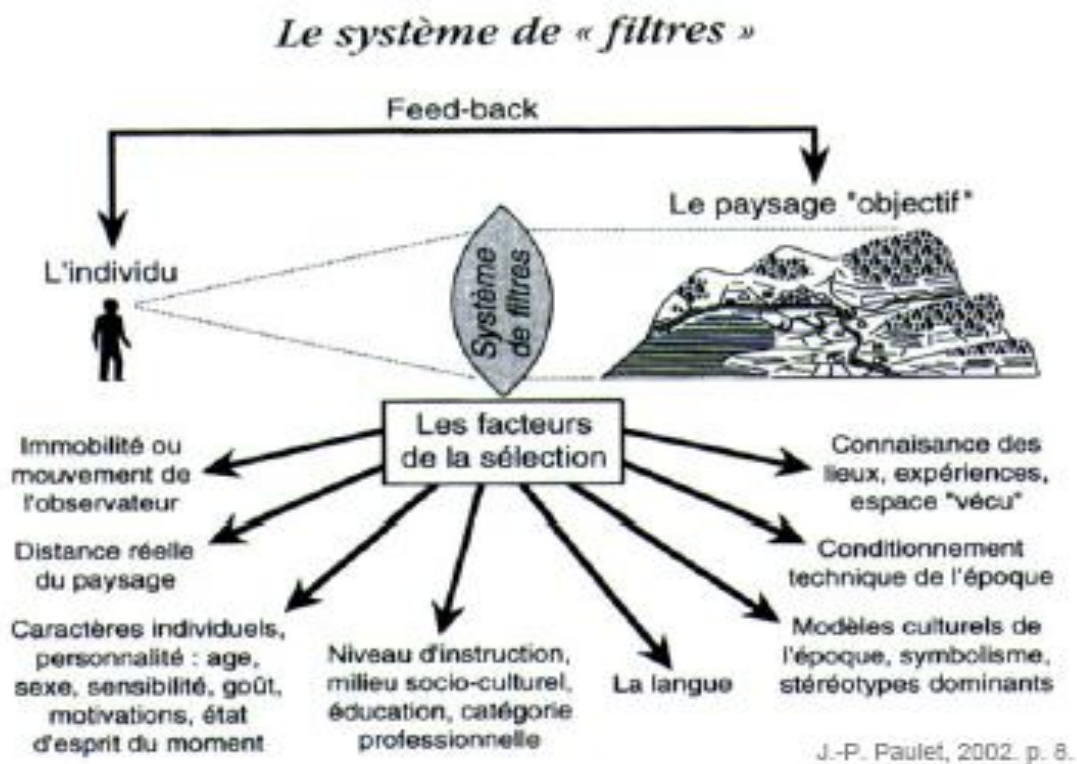 Le système de « filtres »
Feed-back
Le paysage "objectif"
L'individu
Système
de filtres
Les facteurs
de la sélection
Immobilité ou
mouvement de
l'observateur
Distance réelle
du paysage
Caractères individuels,
personnalité : age,
sexe, sensibilité, goût,
motivations, état
d'esprit du moment
Niveau d'instruction,
milieu socio-culturel,
éducation, catégorie
professionnelle
La langue
Modèles culturels de
l'époque, symbolisme,
stéréotypes dominants
Conditionnement
technique de l'époque
Connaisance des
lieux, expériences,
espace "vécu"
J.-P. Paulet, 2002. p. 8.